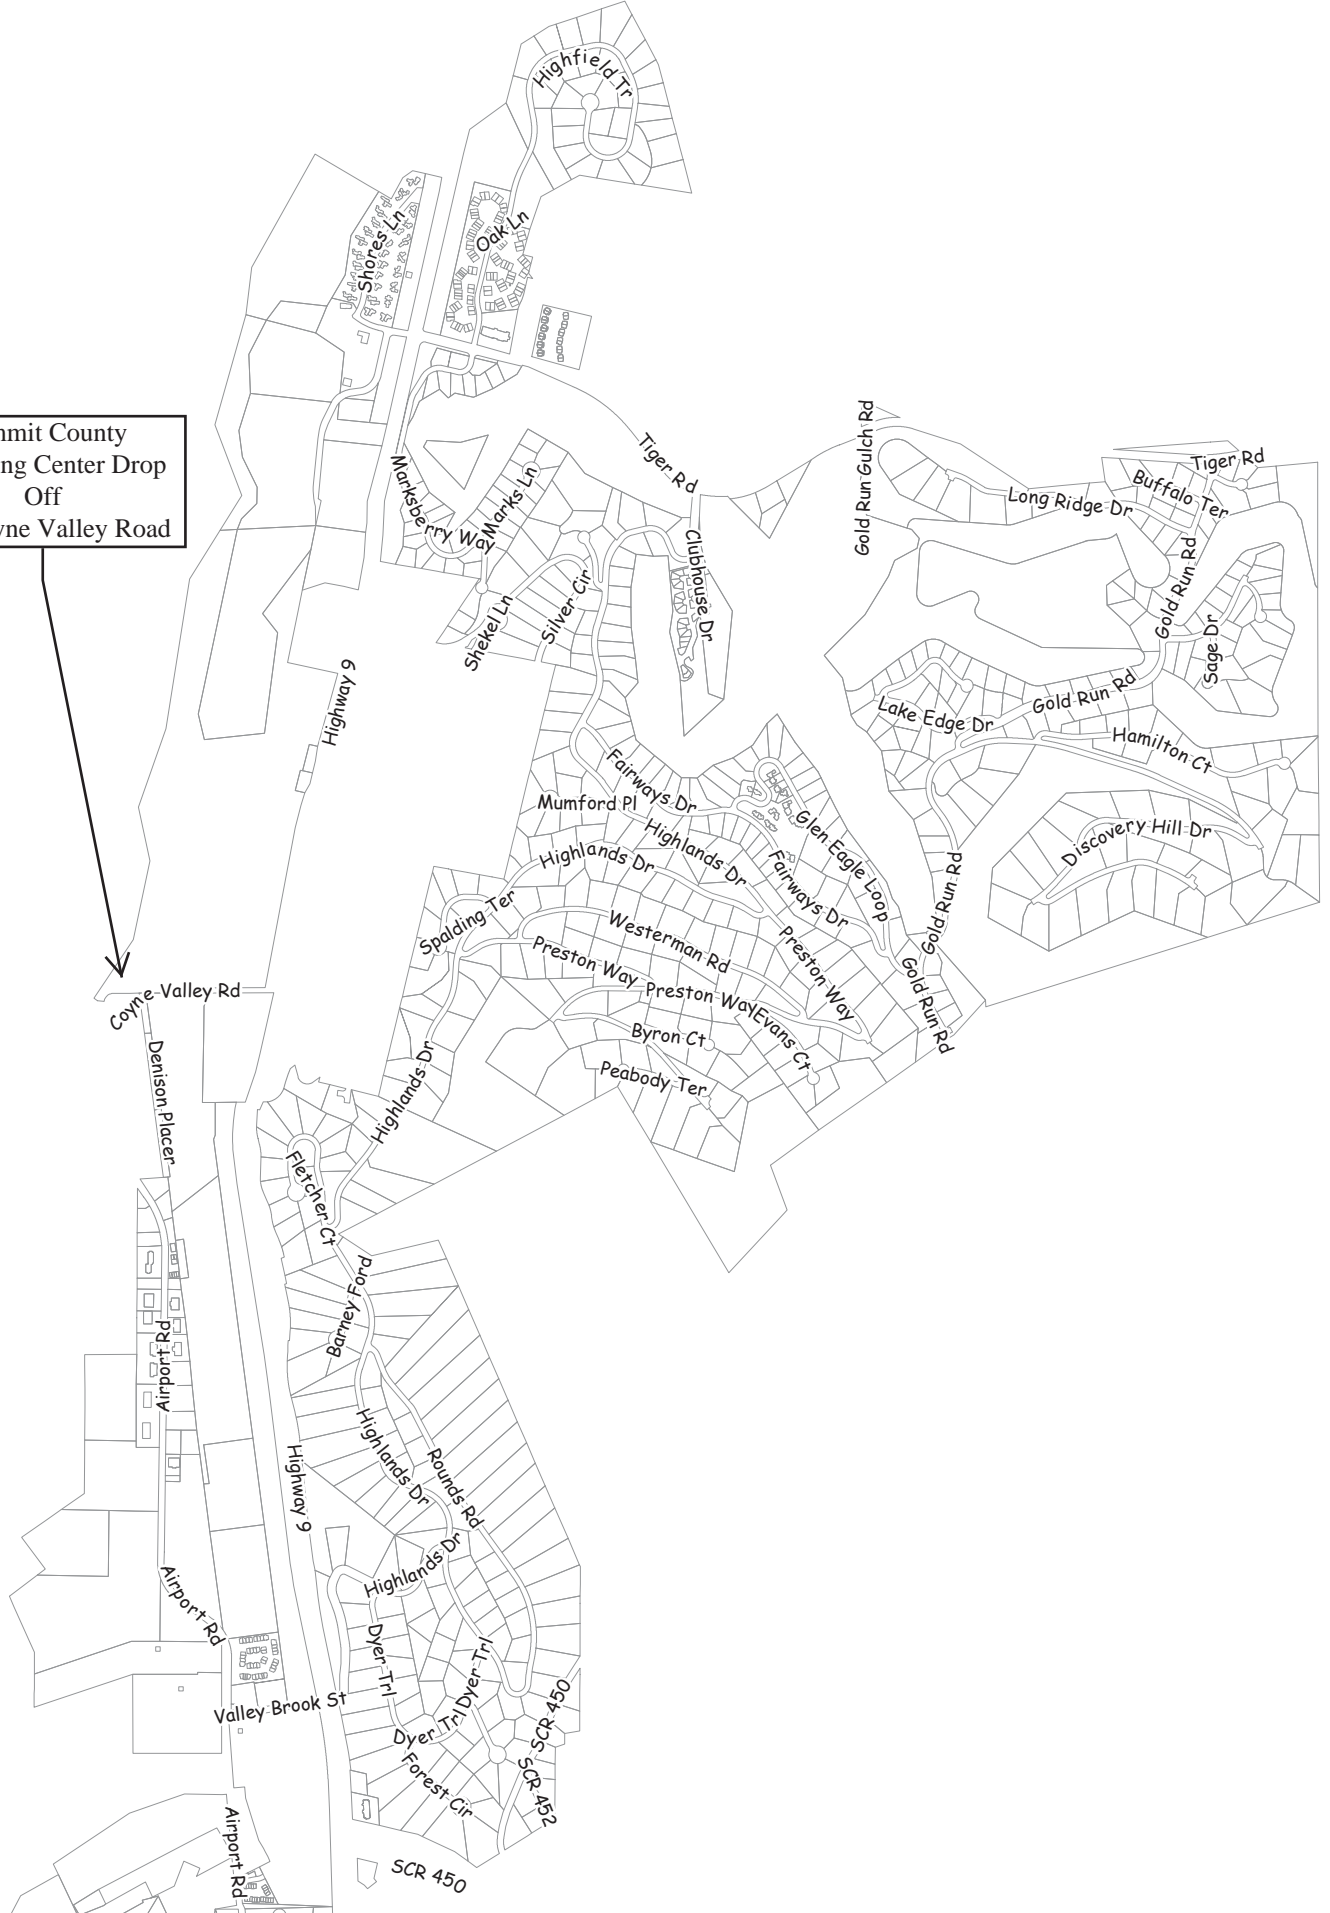 Highfield Tr
Shores Ln
Oak Ln
mmit County
ng Center Drop
Off
yne Valley Road
Tiger Rd
Gold Run Gulch Rd
Tiger Rd
Buffalo Ter
Long Ridge Dr
Marksberry Way
Marks Ln
Clubhouse Dr
Gold Run Rd
Shekel Ln
Silver Cir
Sage Dr
Highway 9
Gold Run Rd
Lake Edge Dr
Hamilton Ct
Fairways Dr
Mumford Pl
Highlands Dr
Glen Eagle Loop
Discovery Hill Dr
Highlands Dr
Fairways Dr
Spalding Ter
Westerman Rd
Gold Run Rd
Preston Way
Preston Way
Preston Way
Gold Run Rd
Coyne Valley Rd
Evans Ct
Byron Ct
Peabody Ter
Denison Placer
Highlands Dr
Fletcher Ct
Barney Ford
Airport Rd
Highlands Dr
Rounds Rd
Highway 9
Highlands Dr
Airport Rd
Dyer Trl
Dyer Trl
Valley Brook St
Dyer Trl
SCR 450
Forest Cir
SCR 452
Airport Rd
SCR 450